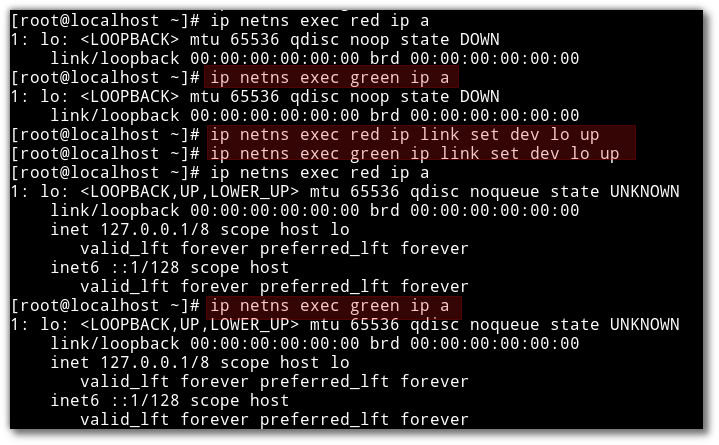 [root@localhost ~]# ip netns exec red ip a
1: lo: <LOOPBACK> mtu 65536 qdisc noop state DOWN
    link/loopback 00:00:00:00:00:00 brd 00:00:00:00:00:00
[root@localhost ~]# ip netns exec green ip a
1: lo: <LOOPBACK> mtu 65536 qdisc noop state DOWN
    link/loopback 00:00:00:00:00:00 brd 00:00:00:00:00:00
[root@localhost ~]# ip netns exec red ip link set dev lo up
[root@localhost ~]# ip netns exec green ip link set dev lo up
[root@localhost ~]# ip netns exec red ip a
1: lo: <LOOPBACK,UP,LOWER_UP> mtu 65536 qdisc noqueue state UNKNOWN
    link/loopback 00:00:00:00:00:00 brd 00:00:00:00:00:00
    inet 127.0.0.1/8 scope host lo
       valid_lft forever preferred_lft forever
    inet6 ::1/128 scope host
       valid_lft forever preferred_lft forever
[root@localhost ~]# ip netns exec green ip a
1: lo: <LOOPBACK,UP,LOWER_UP> mtu 65536 qdisc noqueue state UNKNOWN
    link/loopback 00:00:00:00:00:00 brd 00:00:00:00:00:00
    inet 127.0.0.1/8 scope host lo
       valid_lft forever preferred_lft forever
    inet6 ::1/128 scope host
       valid_lft forever preferred_lft forever